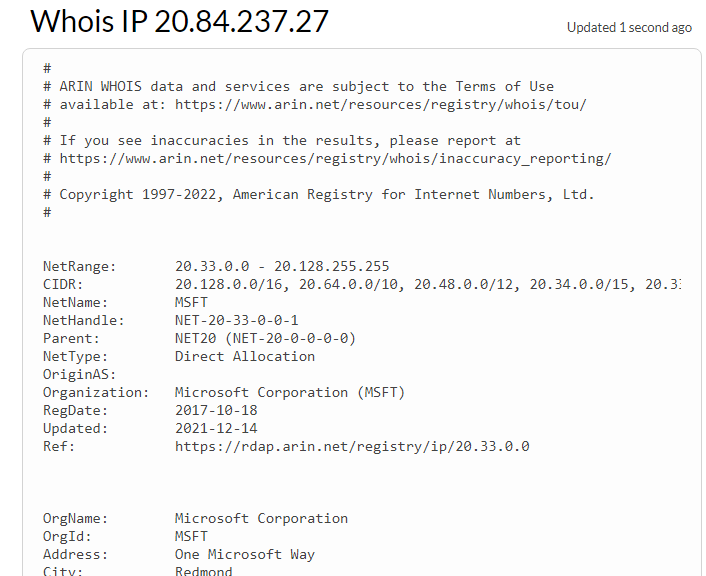 Whois IP 20.84.237.27
Updated 1 second ago
#
# ARIN WHOIS data and services are subject to the Terms of Use
# available at: https://www.arin.net/resources/registry/whois/tou/
#
# If you see inaccuracies in the results, please report at
# https://www.arin.net/resources/registry/whois/inaccuracy_reporting/
#
# Copyright 1997-2022, American Registry for Internet Numbers, Ltd.
#
NetRange: 20.33.0.0 - 20.128.255.255
CIDR: 20.128.0.0/16, 20.64.0.0/10, 20.48.0.0/12, 20.34.0.0/15, 20.3
NetName: MSFT
NetHandle: NET-20-33-0-0-1
Parent: NET20 (NET-20-0-0-0-0)
NetType: Direct Allocation
OriginAS:
Organization: Microsoft Corporation (MSFT)
RegDate: 2017-10-18
Updated: 2021-12-14
Ref: https://rdap.arin.net/registry/ip/20.33.0.0
OrgName: Microsoft Corporation
OrgId: MSFT
Address: One Microsoft Way
City: Redmond